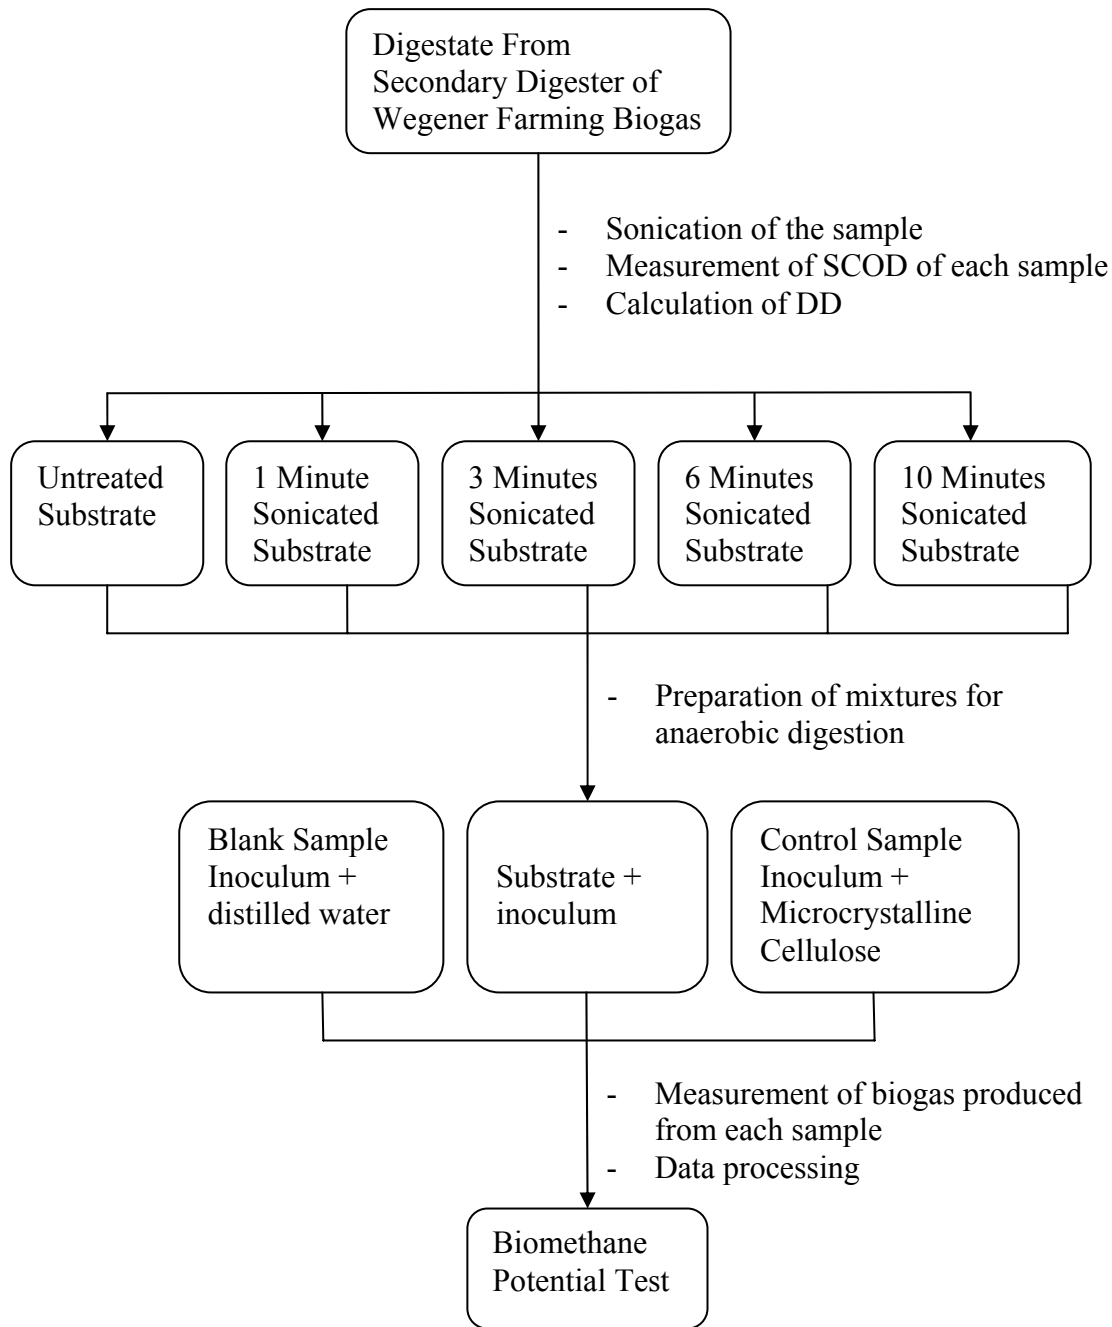 Digestate From
Secondary Digester of
Wegener Farming Biogas
- Sonication of the sample
- Measurement of SCOD of each sample
- Calculation of DD
Untreated
Substrate
1 Minute
Sonicated
Substrate
3 Minutes
Sonicated
Substrate
6 Minutes
Sonicated
Substrate
10 Minutes
Sonicated
Substrate
- Preparation of mixtures for
anaerobic digestion
Blank Sample
Inoculum +
distilled water
Substrate +
inoculum
Control Sample
Inoculum +
Microcrystalline
Cellulose
- Measurement of biogas produced
from each sample
- Data processing
Biomethane
Potential Test